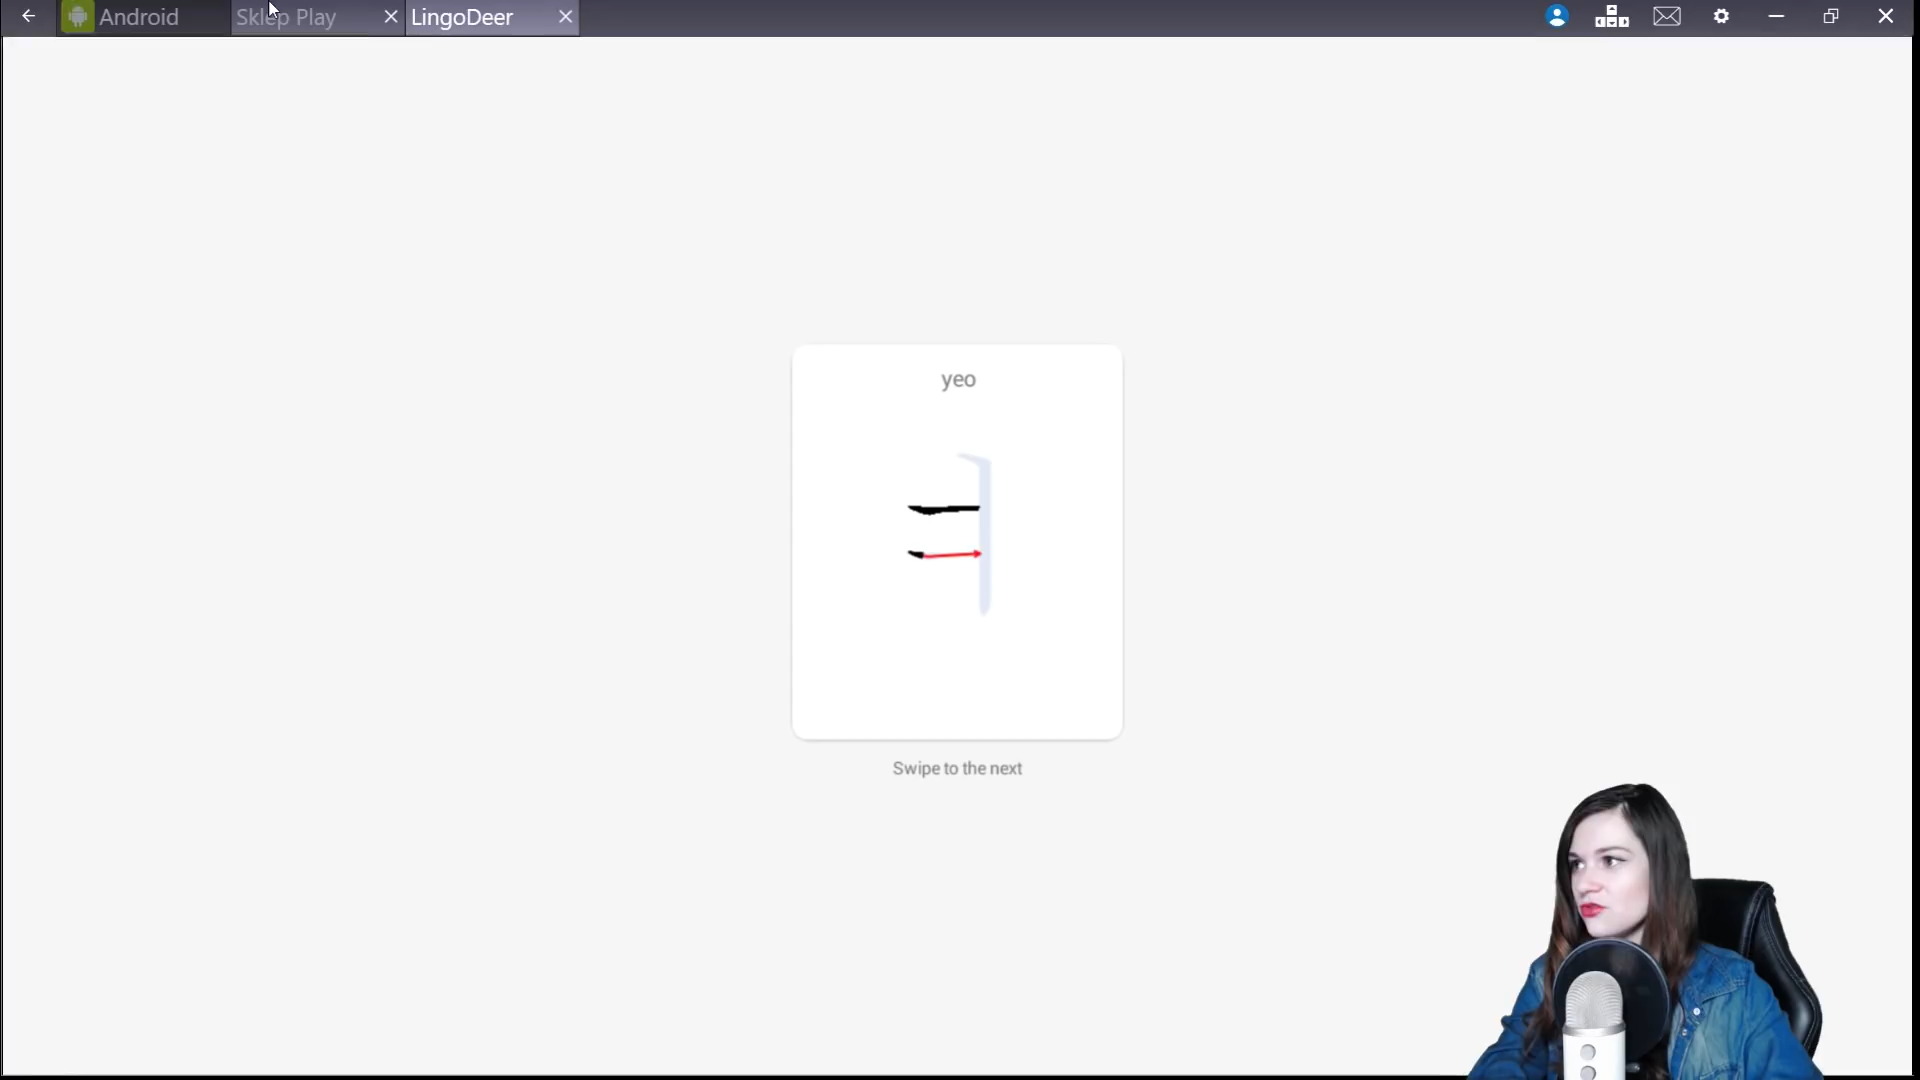 Android
Sklep Play
LingoDeer
yeo
ㅕ
Swipe to the next